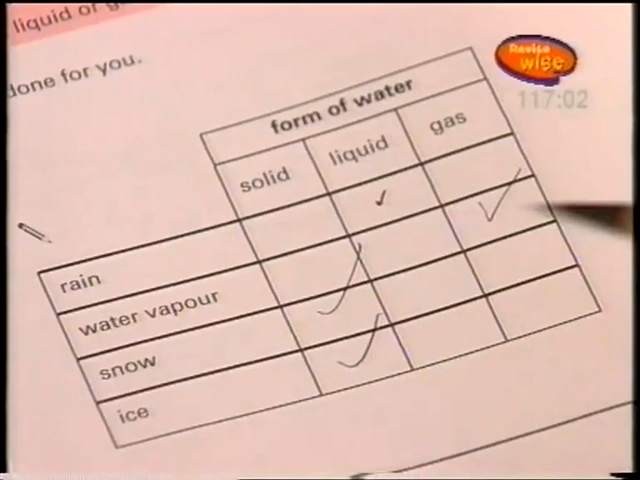 liquid or
done for you.
Revise
wise
117:02
form of water
solid liquid gas
rain ✓
water vapour ✓
snow ✓
ice ✓